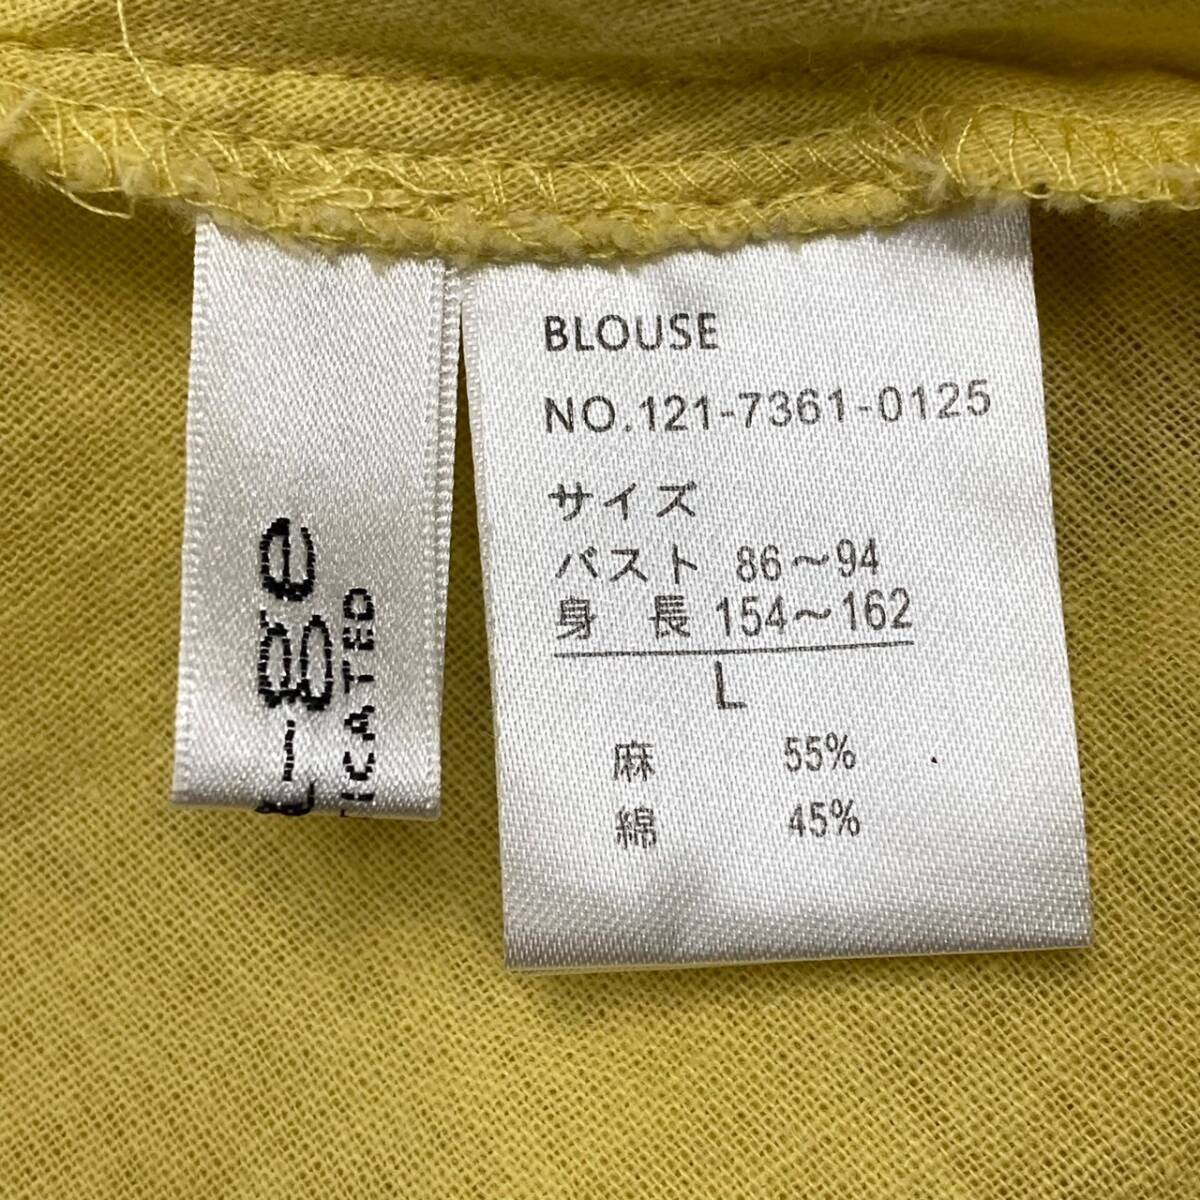 BLOUSE
NO.121-7361-0125
サイズ
バスト 86～94
身 長 154～162
L
麻 55%
綿 45%